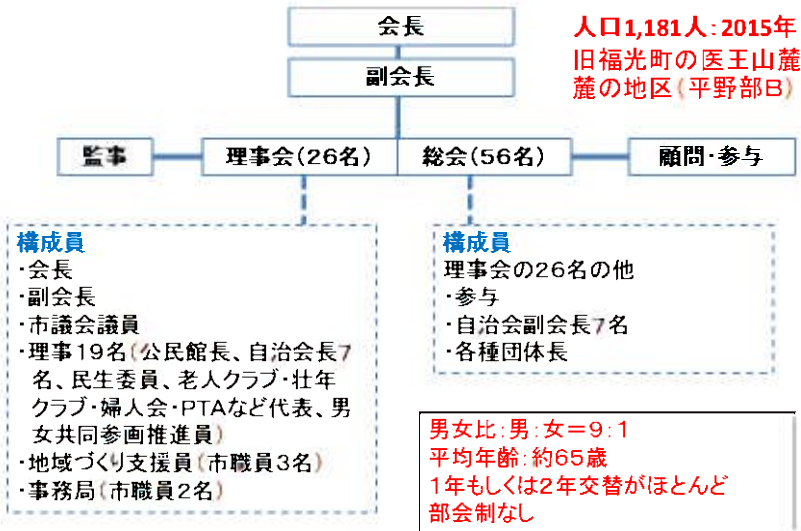 会長
人口1,181人:2015年
旧福光町の医王山麓
麓の地区(平野部B)
副会長
監事
理事会(26名)
総会(56名)
顧問・参与
構成員
・会長
・副会長
・市議会議員
・理事19名(公民館長、自治会長7
名、民生委員、老人クラブ・壮年
クラブ・婦人会・PTAなど代表、男
女共同参画推進員)
・地域づくり支援員(市職員3名)
・事務局(市職員2名)
構成員
理事会の26名の他
・参与
・自治会副会長7名
・各種団体長
男女比:男:女=9:1
平均年齢:約65歳
1年もしくは2年交替がほとんど
部会制なし